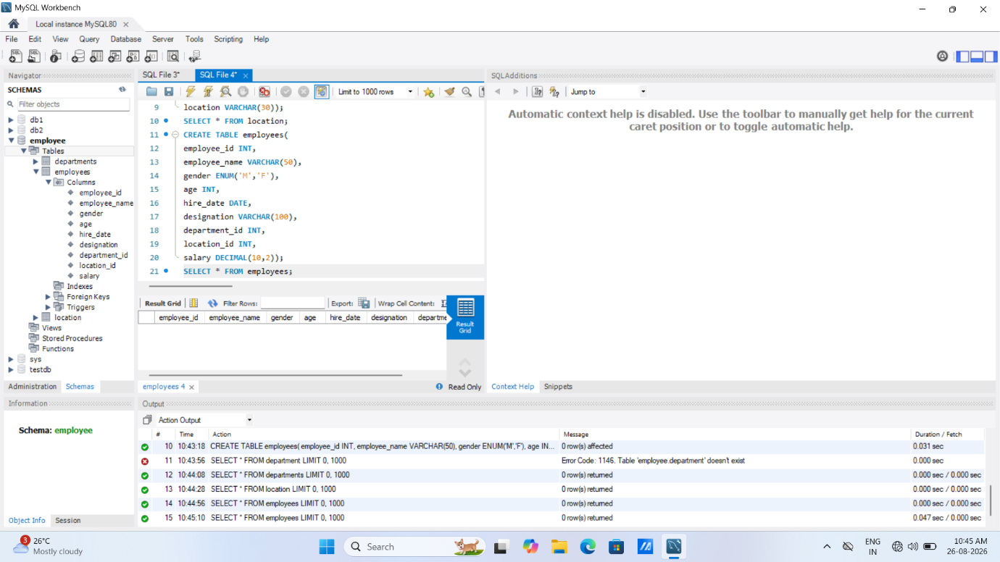 MySQL Workbench
Local instance MySQL80
File Edit View Query Database Server Tools Scripting Help
Navigator
SCHEMAS
Filter objects
db1
db2
employee
Tables
departments
employees
Columns
employee_id
employee_name
gender
age
hire_date
designation
department_id
location_id
salary
Indexes
Foreign Keys
Triggers
location
Views
Stored Procedures
Functions
sys
testdb
Administration Schemas
Information
Schema: employee
Object Info Session
SQL File 3* SQL File 4*
Limit to 1000 rows
9 location VARCHAR(30));
10 SELECT * FROM location;
11 CREATE TABLE employees(
12 employee_id INT,
13 employee_name VARCHAR(50),
14 gender ENUM('M','F'),
15 age INT,
16 hire_date DATE,
17 designation VARCHAR(100),
18 department_id INT,
19 location_id INT,
20 salary DECIMAL(10,2));
21 SELECT * FROM employees;
Result Grid Filter Rows: Export: Wrap Cell Content:
employee_id employee_name gender age hire_date designation departme
Result
Grid
employees 4 Read Only
SQLAdditions
Jump to
Automatic context help is disabled. Use the toolbar to manually get help for the current
caret position or to toggle automatic help.
Context Help Snippets
Output
Action Output
# Time Action Message Duration / Fetch
10 10:43:18 CREATE TABLE employees( employee_id INT, employee_name VARCHAR(50), gender ENUM('M','F'), age IN... 0 row(s) affected 0.031 sec
11 10:43:56 SELECT * FROM department LIMIT 0, 1000 Error Code: 1146. Table 'employee.department' doesn't exist 0.000 sec
12 10:44:08 SELECT * FROM departments LIMIT 0, 1000 0 row(s) returned 0.000 sec / 0.000 sec
13 10:44:28 SELECT * FROM location LIMIT 0, 1000 0 row(s) returned 0.000 sec / 0.000 sec
14 10:44:56 SELECT * FROM employees LIMIT 0, 1000 0 row(s) returned 0.000 sec / 0.000 sec
15 10:45:10 SELECT * FROM employees LIMIT 0, 1000 0 row(s) returned 0.047 sec / 0.000 sec
3
26°C
Mostly cloudy
Search
ENG
IN
10:45 AM
26-08-2026